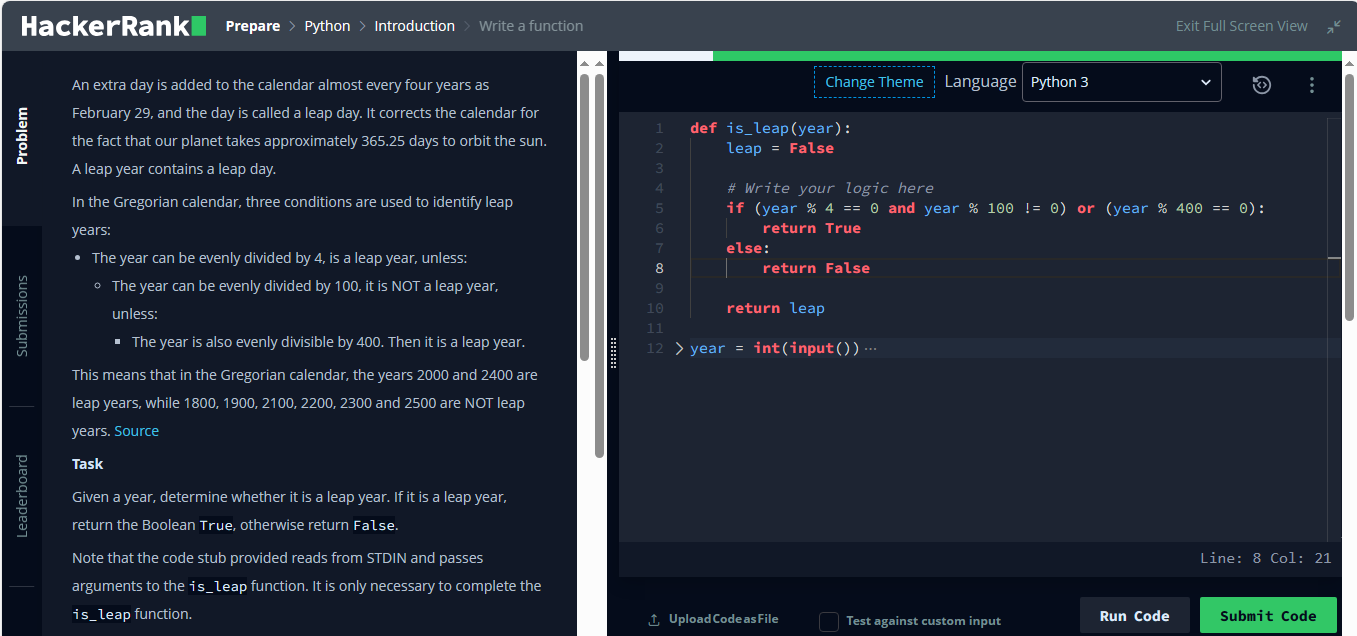 HackerRank Prepare > Python > Introduction > Write a function Exit Full Screen View
Problem
Submissions
Leaderboard
An extra day is added to the calendar almost every four years as
February 29, and the day is called a leap day. It corrects the calendar for
the fact that our planet takes approximately 365.25 days to orbit the sun.
A leap year contains a leap day.
In the Gregorian calendar, three conditions are used to identify leap
years:
• The year can be evenly divided by 4, is a leap year, unless:
◦ The year can be evenly divided by 100, it is NOT a leap year,
unless:
▪ The year is also evenly divisible by 400. Then it is a leap year.
This means that in the Gregorian calendar, the years 2000 and 2400 are
leap years, while 1800, 1900, 2100, 2200, 2300 and 2500 are NOT leap
years. Source
Task
Given a year, determine whether it is a leap year. If it is a leap year,
return the Boolean True, otherwise return False.
Note that the code stub provided reads from STDIN and passes
arguments to the is_leap function. It is only necessary to complete the
is_leap function.
Change Theme Language Python 3
1 def is_leap(year):
2     leap = False
3
4     # Write your logic here
5     if (year % 4 == 0 and year % 100 != 0) or (year % 400 == 0):
6         return True
7     else:
8         return False
9
10     return leap
11
12 > year = int(input()) ···
Line: 8 Col: 21
Upload Code as File Test against custom input Run Code Submit Code